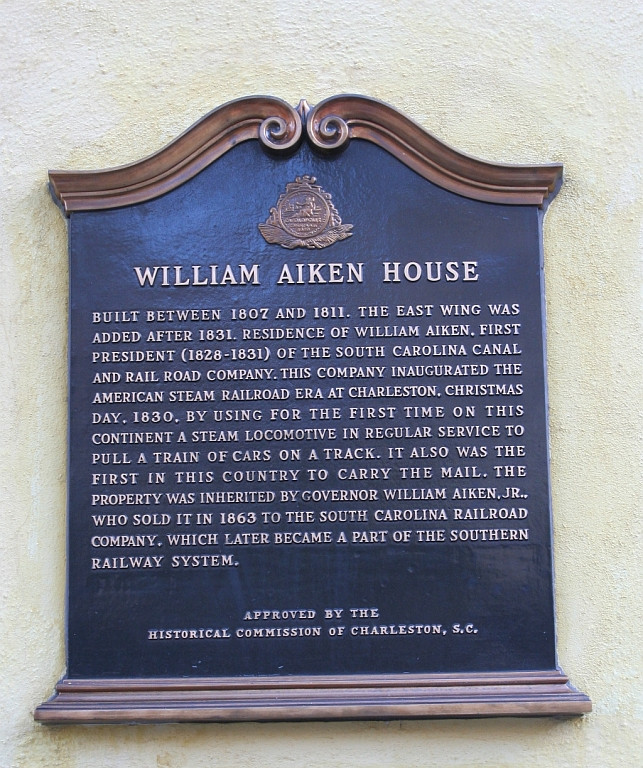 WILLIAM AIKEN HOUSE
BUILT BETWEEN 1807 AND 1811. THE EAST WING WAS
ADDED AFTER 1831. RESIDENCE OF WILLIAM AIKEN, FIRST
PRESIDENT (1828-1831) OF THE SOUTH CAROLINA CANAL
AND RAIL ROAD COMPANY. THIS COMPANY INAUGURATED THE
AMERICAN STEAM RAILROAD ERA AT CHARLESTON, CHRISTMAS
DAY, 1830, BY USING FOR THE FIRST TIME ON THIS
CONTINENT A STEAM LOCOMOTIVE IN REGULAR SERVICE TO
PULL A TRAIN OF CARS ON A TRACK. IT ALSO WAS THE
FIRST IN THIS COUNTRY TO CARRY THE MAIL. THE
PROPERTY WAS INHERITED BY GOVERNOR WILLIAM AIKEN, JR.,
WHO SOLD IT IN 1863 TO THE SOUTH CAROLINA RAILROAD
COMPANY, WHICH LATER BECAME A PART OF THE SOUTHERN
RAILWAY SYSTEM.
APPROVED BY THE
HISTORICAL COMMISSION OF CHARLESTON, S.C.